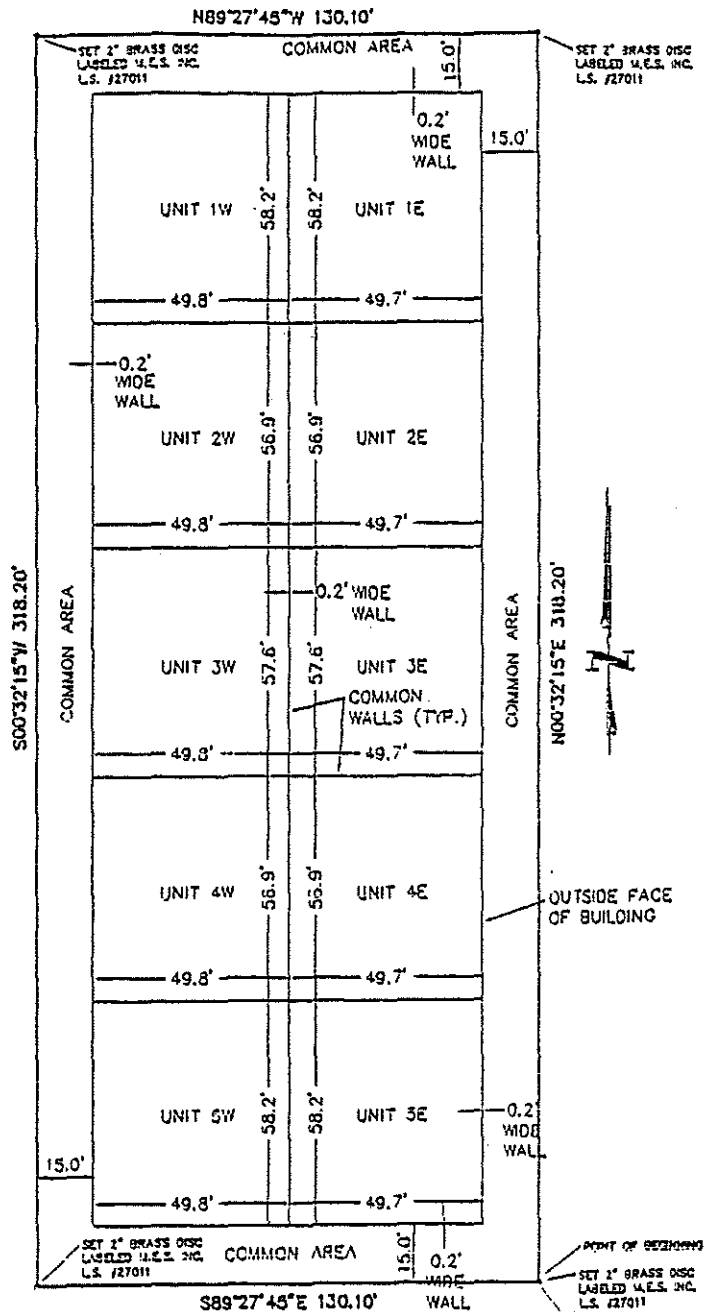 N89°27'45"W 130.10'
SET 2" BRASS DISC
LABELED M.E.S. INC.
L.S. #27011
COMMON AREA
15.0'
SET 2" BRASS DISC
LABELED M.E.S. INC.
L.S. #27011
0.2'
WIDE
WALL
15.0'
UNIT 1W
58.2'
58.2'
UNIT 1E
49.8'
49.7'
0.2'
WIDE
WALL
UNIT 2W
56.9'
56.9'
UNIT 2E
49.8'
49.7'
0.2' WIDE
WALL
S00°32'15"W 318.20'
COMMON AREA
UNIT 3W
57.6'
57.6'
UNIT 3E
COMMON
WALLS (TYP.)
COMMON AREA
N00°32'15"E 318.20'
N
49.8'
49.7'
UNIT 4W
56.9'
56.9'
UNIT 4E
OUTSIDE FACE
OF BUILDING
49.8'
49.7'
UNIT 5W
58.2'
58.2'
UNIT 5E
0.2'
WIDE
WALL
15.0'
49.8'
49.7'
SET 2" BRASS DISC
LABELED M.E.S. INC.
L.S. #27011
COMMON AREA
15.0'
0.2'
WIDE
WALL
POINT OF BEGINNING
SET 2" BRASS DISC
LABELED M.E.S. INC.
L.S. #27011
S89°27'45"E 130.10'